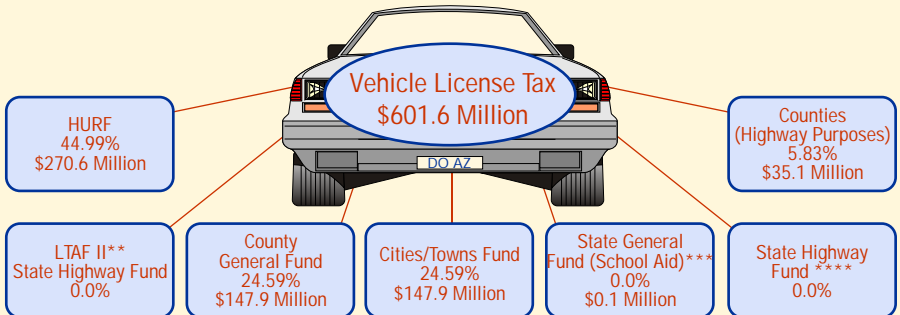 Vehicle License Tax
$601.6 Million
HURF
44.99%
$270.6 Million
Counties
(Highway Purposes)
5.83%
$35.1 Million
DO AZ
LTAF II**
State Highway Fund
0.0%
County
General Fund
24.59%
$147.9 Million
Cities/Towns Fund
24.59%
$147.9 Million
State General
Fund (School Aid)***
0.0%
$0.1 Million
State Highway
Fund ****
0.0%